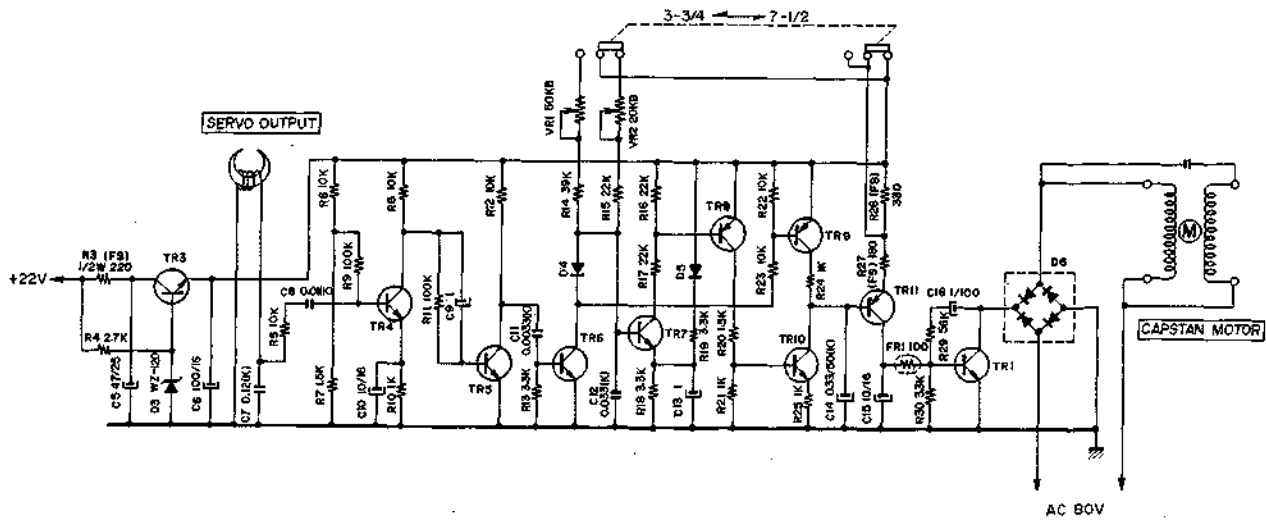 3-3/4 7-1/2
SERVO OUTPUT
VR1 50KB
VR2 20KB
R6 10K
R8 10K
R12 10K
R14 39K
R15 22K
R16 22K
R22 10K
R26 (FS)
330
R3 (FS)
1/2W 220
TR3
+22V
R4 2.7K
C5 47/25
D3 WZ-120
C6 100/16
C7 0.12(K)
R5 10K
C8 0.01(K)
R9 100K
TR4
R7 1.5K
C10 10/16
R10 1K
R11 100K
C9 1
TR5
C11
0.0033(K)
R13 3.3K
D4
TR6
C12
0.033(K)
R17 22K
TR7
R18 3.3K
D5
R19 3.3K
C13 1
TR8
R20 1.5K
R21 1K
R23 10K
TR9
R24 1K
TR10
R25 1K
C14 0.33/50(K)
R27
(FS) 180
TR11
C15 10/16
FR1 100
C16 1/100
R29 56K
R30 3.3K
TR1
D6
M
CAPSTAN MOTOR
AC 80V